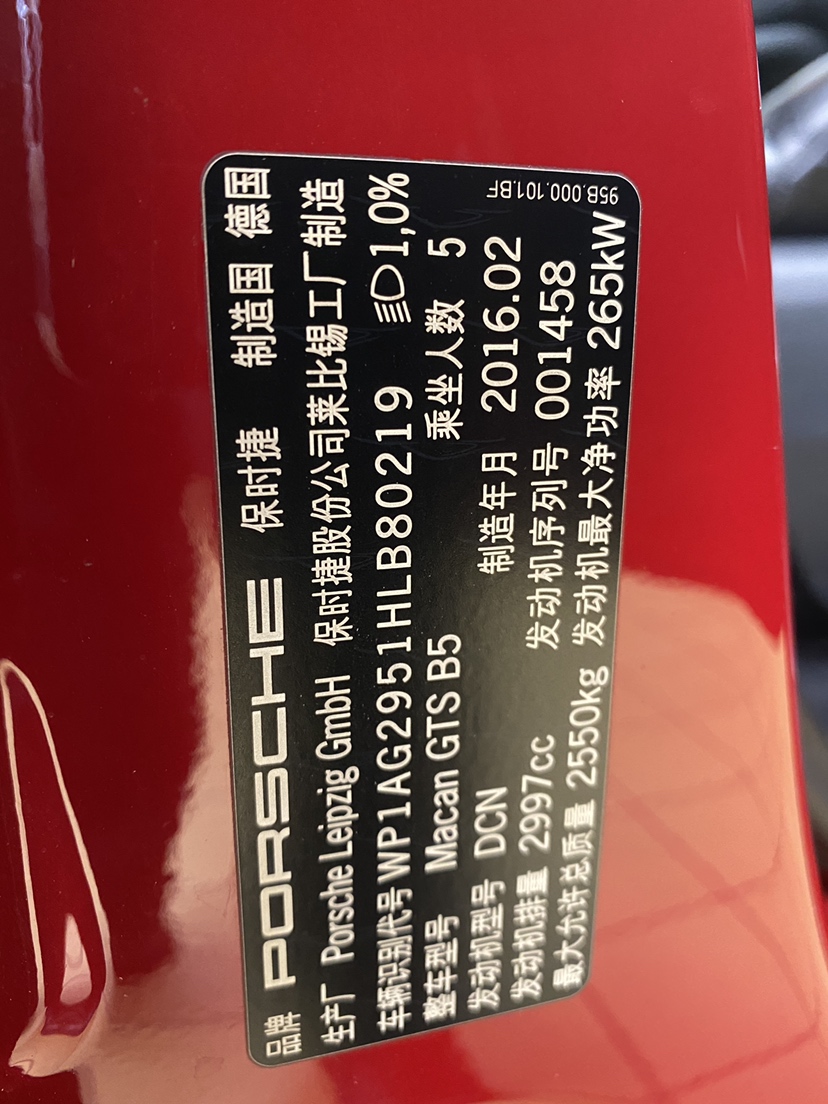 品牌 PORSCHE 保时捷 制造国 德国
生产厂 Porsche Leipzig GmbH 保时捷股份公司莱比锡工厂制造
车辆识别代号 WP1AG2951HLB80219 1,0%
整车型号 Macan GTS B5 乘坐人数 5
发动机型号 DCN 制造年月 2016.02
发动机排量 2997cc 发动机序列号 001458
最大允许总质量 2550kg 发动机最大净功率 265kW
95B.000.101.BF